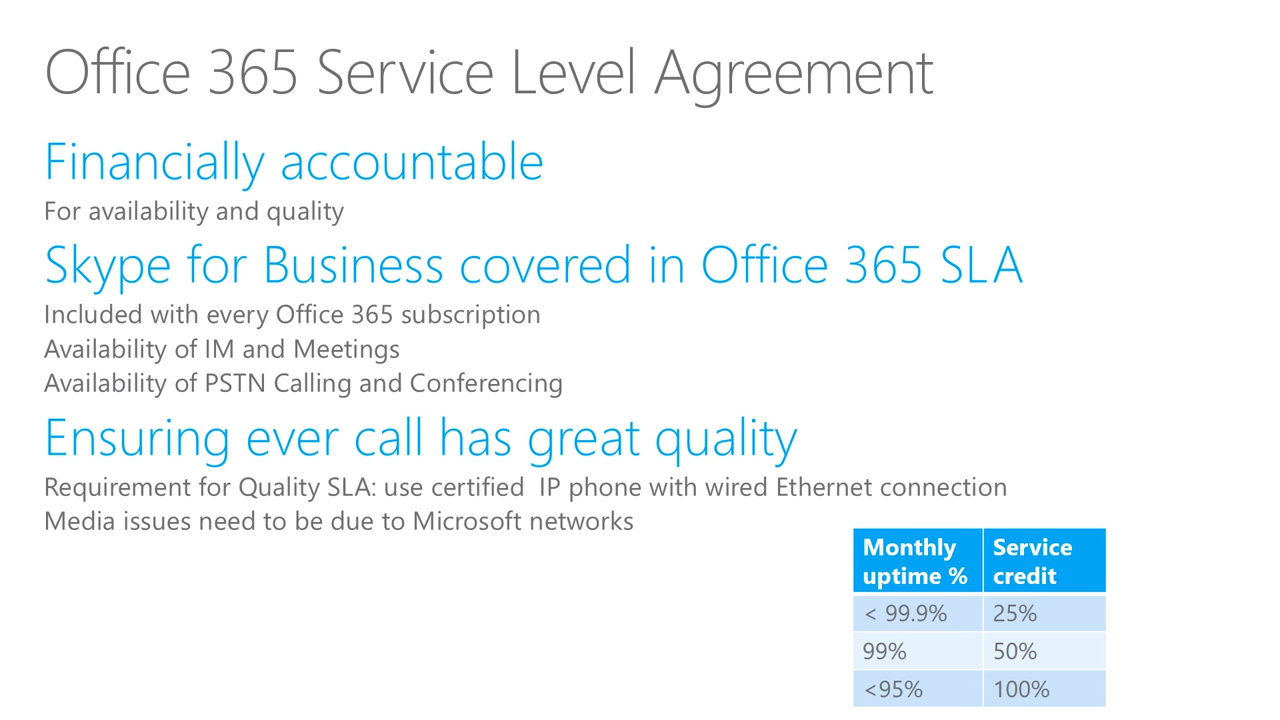 Office 365 Service Level Agreement
Financially accountable
For availability and quality
Skype for Business covered in Office 365 SLA
Included with every Office 365 subscription
Availability of IM and Meetings
Availability of PSTN Calling and Conferencing
Ensuring ever call has great quality
Requirement for Quality SLA: use certified  IP phone with wired Ethernet connection
Media issues need to be due to Microsoft networks
Monthly Service
uptime % credit
< 99.9% 25%
99% 50%
<95% 100%